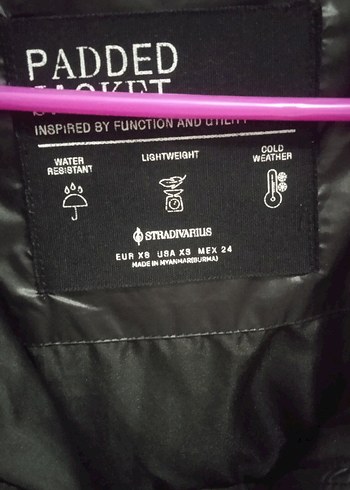 PADDED
JACKET
INSPIRED BY FUNCTION AND UTILITY
WATER
RESISTANT
LIGHTWEIGHT
COLD
WEATHER
STRADIVARIUS
EUR XS USA XS MEX 24
MADE IN MYANMAR(BURMA)